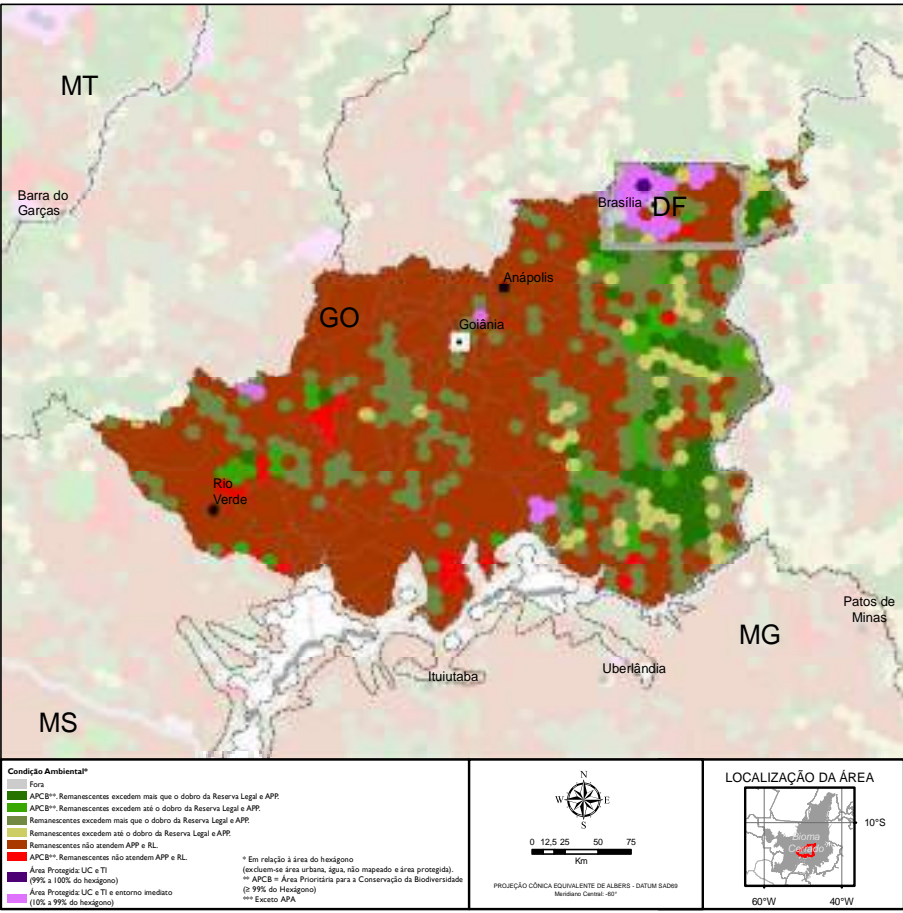 MT
Barra do
Garças
Brasília
DF
Anápolis
GO
Goiânia
Rio
Verde
Patos de
Minas
MG
Uberlândia
Ituiutaba
MS
Condição Ambiental*
Fora
APCB**. Remanescentes excedem mais que o dobro da Reserva Legal e APP.
APCB**. Remanescentes excedem até o dobro da Reserva Legal e APP.
Remanescentes excedem mais que o dobro da Reserva Legal e APP.
Remanescentes excedem até o dobro da Reserva Legal e APP.
Remanescentes não atendem APP e RL.
APCB**. Remanescentes não atendem APP e RL.
Área Protegida: UC e TI
(99% a 100% do hexágono)
Área Protegida: UC e TI e entorno imediato
(10% a 99% do hexágono)
* Em relação à área do hexágono
(excluem-se área urbana, água, não mapeado e área protegida).
** APCB = Área Prioritária para a Conservação da Biodiversidade
(≥ 99% do Hexágono)
*** Exceto APA
N
W E
S
0 12,5 25 50 75
Km
PROJEÇÃO CÔNICA EQUIVALENTE DE ALBERS - DATUM SAD69
Meridiano Central: -60°
LOCALIZAÇÃO DA ÁREA
Bioma
Cerrado
10°S
60°W 40°W